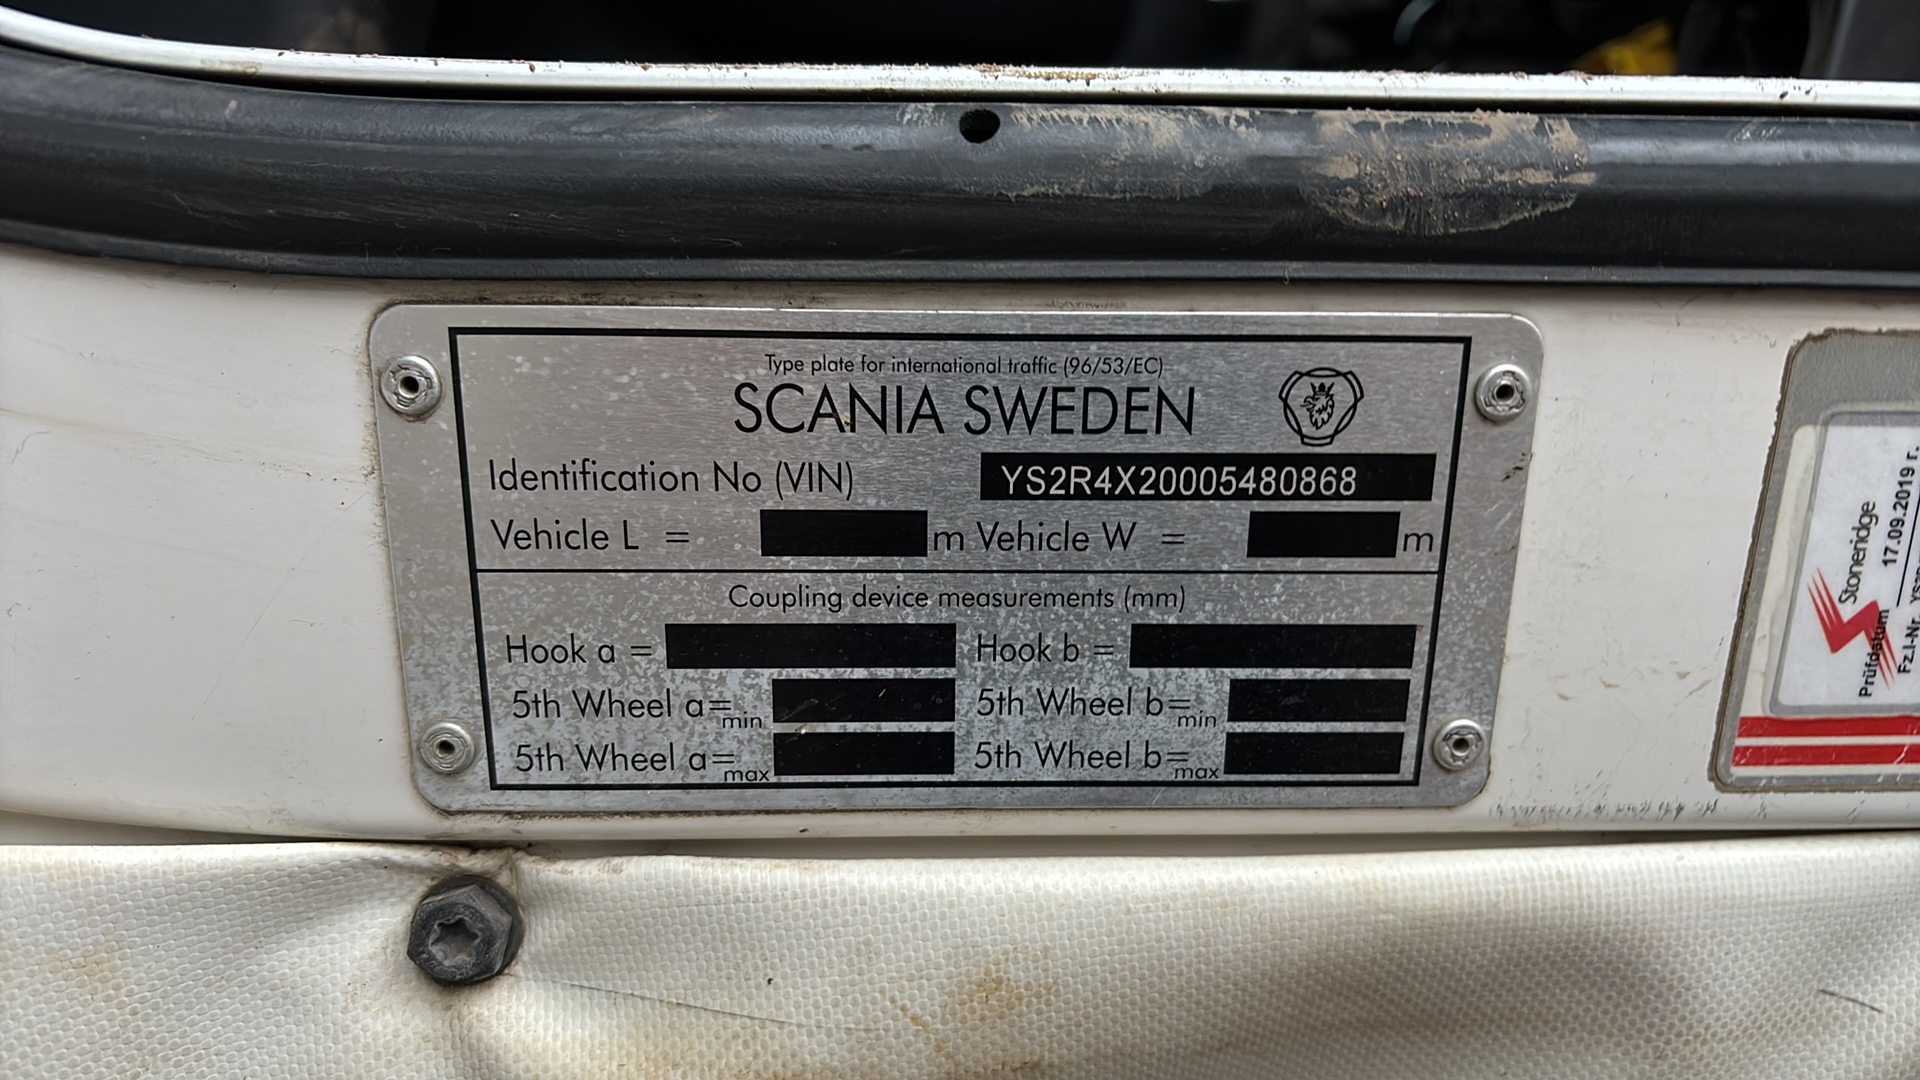 Type plate for international traffic (96/53/EC)
SCANIA SWEDEN
Identification No (VIN) YS2R4X20005480868
Vehicle L = m Vehicle W = m
Coupling device measurements (mm)
Hook a = Hook b =
5th Wheel a= min 5th Wheel b= min
5th Wheel a= max 5th Wheel b= max
Stoneridge
Prüfdatum 17.09.2019 r.
Fz.I-Nr.